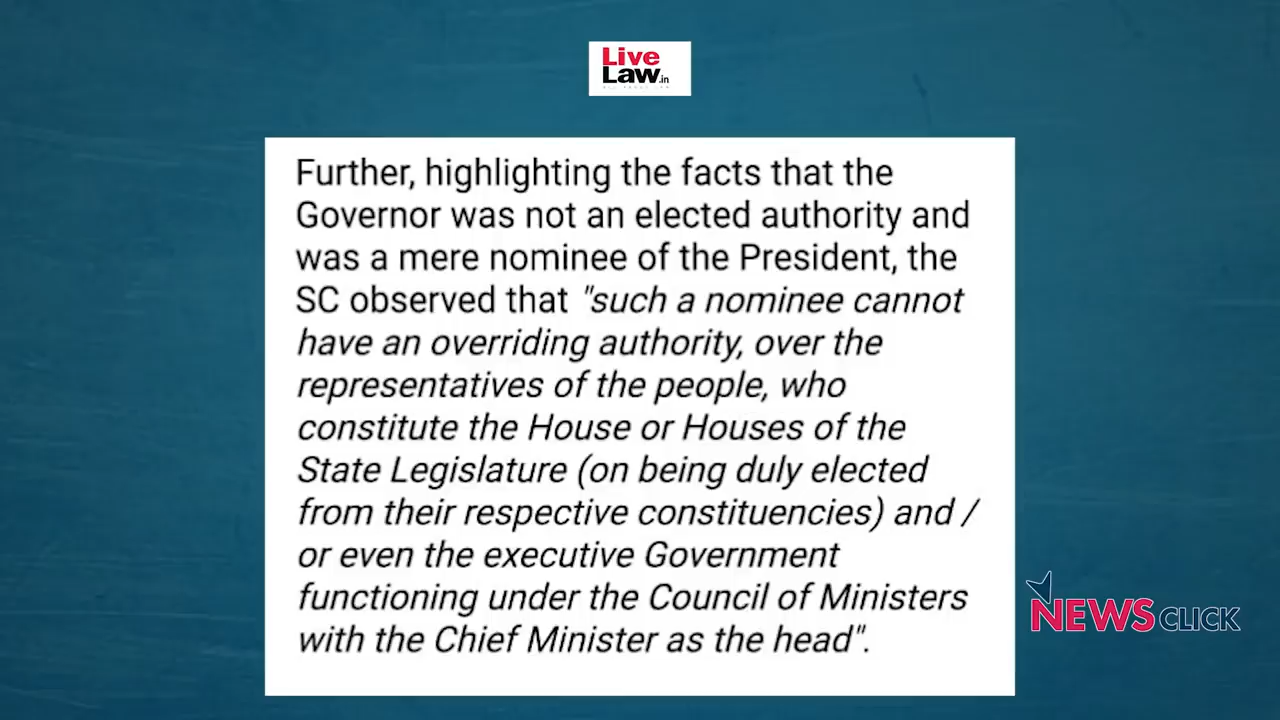 Live
Law.in
Further, highlighting the facts that the
Governor was not an elected authority and
was a mere nominee of the President, the
SC observed that "such a nominee cannot
have an overriding authority, over the
representatives of the people, who
constitute the House or Houses of the
State Legislature (on being duly elected
from their respective constituencies) and /
or even the executive Government
functioning under the Council of Ministers
with the Chief Minister as the head".
NEWSCLICK